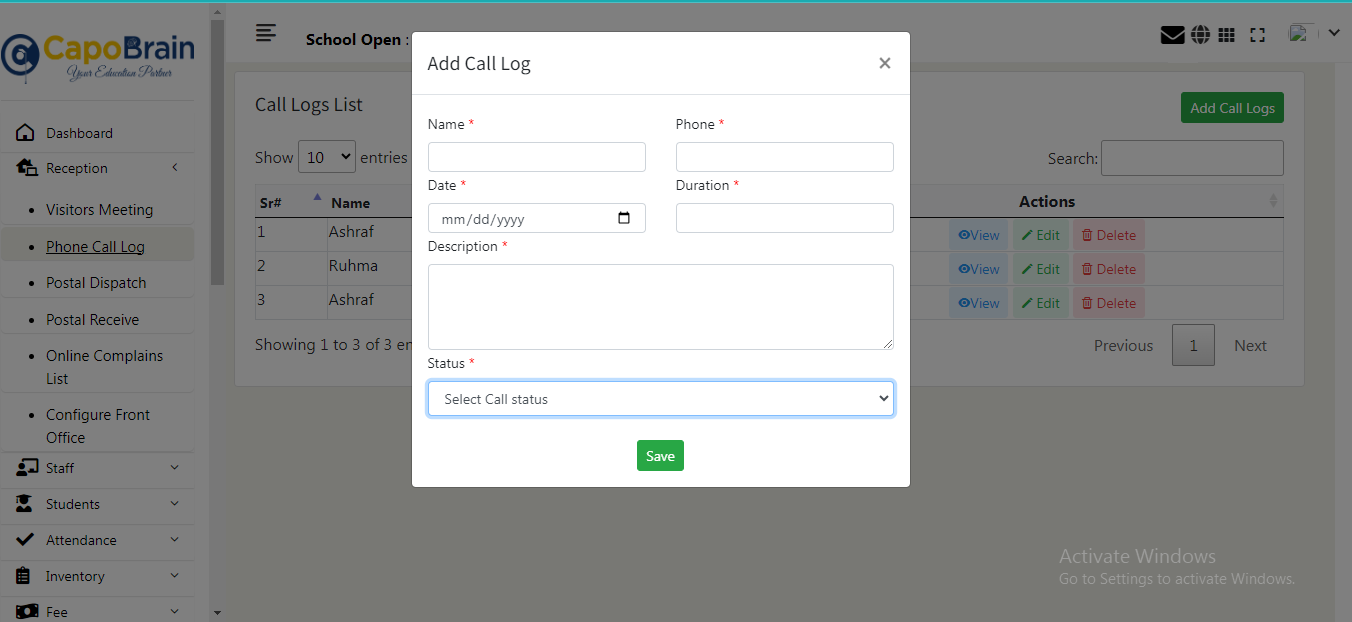 CapoBrain
Your Education Partner
Dashboard
Reception
Visitors Meeting
Phone Call Log
Postal Dispatch
Postal Receive
Online Complains
List
Configure Front
Office
Staff
Students
Attendance
Inventory
Fee
School Open :
Call Logs List
Add Call Logs
Show 10 entries
Search:
Sr# Name Actions
1 Ashraf View Edit Delete
2 Ruhma View Edit Delete
3 Ashraf View Edit Delete
Showing 1 to 3 of 3 en
Previous 1 Next
Add Call Log ×
Name * Phone *
Date * Duration *
mm/dd/yyyy
Description *
Status *
Select Call status
Save
Activate Windows
Go to Settings to activate Windows.